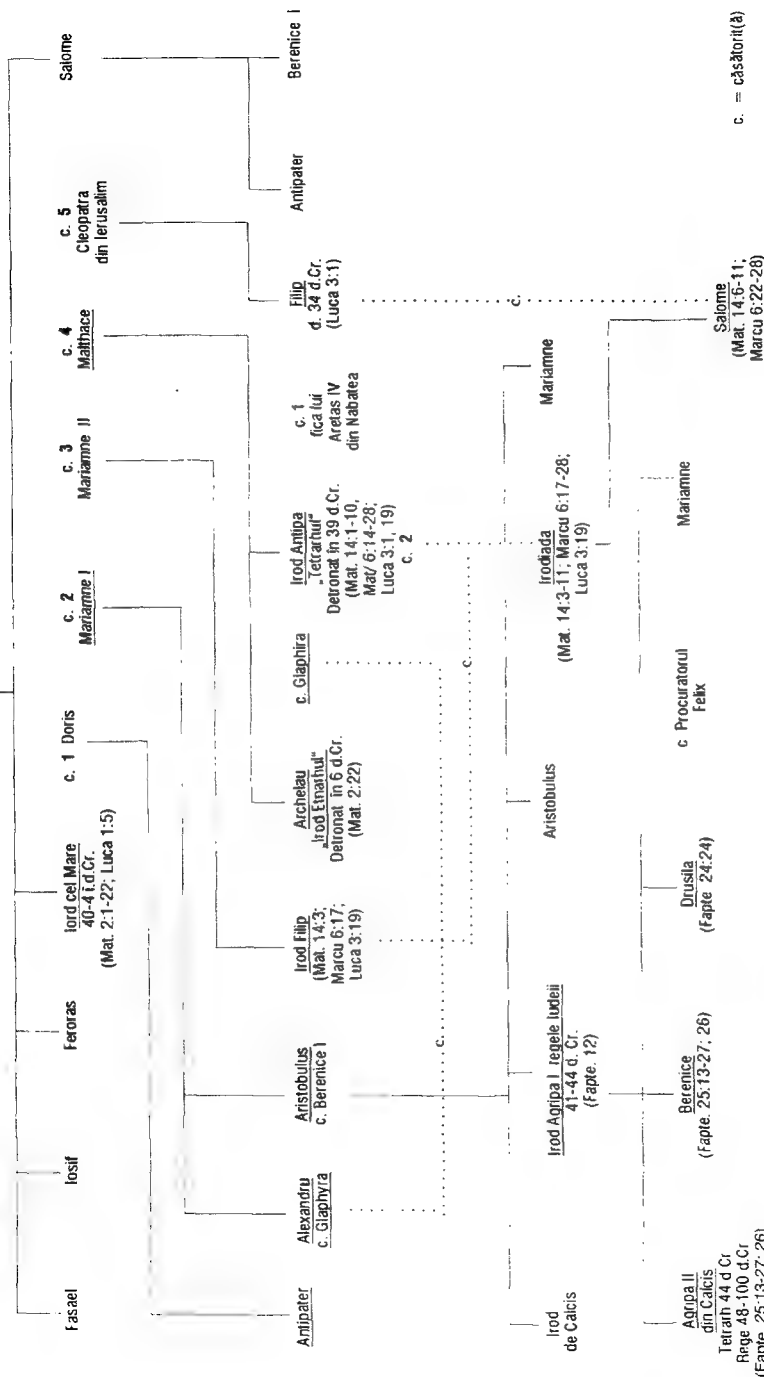 Fasael
Iosif
Feroras
Iord cel Mare
40-4 i.d.Cr.
(Mat. 2:1-22; Luca 1:5)
c. 1 Doris
c. 2
Mariamne I
c. 3
Mariamne II
c. 4
Malthace
c. 5
Cleopatra
din Ierusalim
Salome
Antipater
Alexandru
c. Glaphyra
Aristobulus
c. Berenice I
Irod Filip
(Mat. 14:3;
Marcu 6:17;
Luca 3:19)
Archelau
„Irod Etnarhul"
Detronat in 6 d.Cr.
(Mat. 2:22)
c. Glaphira
Irod Antipa
„Tetrarhul"
Detronat in 39 d.Cr.
(Mat. 14:1-10,
Mat/ 6:14-28;
Luca 3:1, 19)
c. 2
c. 1
fica lui
Aretas IV
din Nabatea
Filip
d. 34 d.Cr.
(Luca 3:1)
Antipater
Berenice I
c.
c.
c.
Irod
de Calcis
Irod Agripa I regele Iudeii
41-44 d. Cr.
(Fapte. 12)
Aristobulus
Irodiada
(Mat. 14:3-11; Marcu 6:17-28;
Luca 3:19)
Mariamne
Agripa II
din Calcis
Tetrarh 44 d Cr
Rege 48-100 d.Cr
(Fapte. 25:13-27; 26)
Berenice
(Fapte. 25:13-27; 26)
Drusila
(Fapte 24:24)
c Procuratorul
Felix
Mariamne
Salome
(Mat. 14:6-11;
Marcu 6:22-28)
c. = căsătorit(ă)